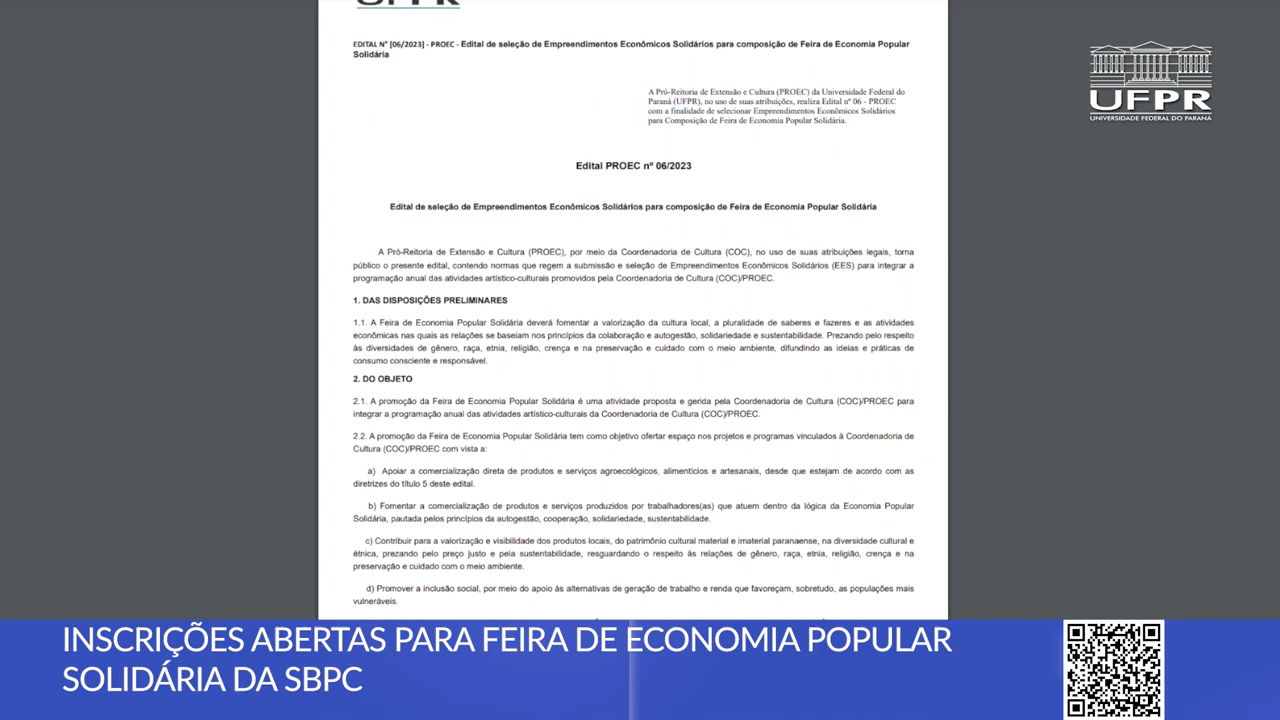 UFPR
EDITAL N° [06/2023] - PROEC - Edital de seleção de Empreendimentos Econômicos Solidários para composição de Feira de Economia Popular
Solidária
A Pró-Reitoria de Extensão e Cultura (PROEC) da Universidade Federal do
Paraná (UFPR), no uso de suas atribuições, realiza Edital nº 06 - PROEC
com a finalidade de selecionar Empreendimentos Econômicos Solidários
para Composição de Feira de Economia Popular Solidária.
Edital PROEC nº 06/2023
Edital de seleção de Empreendimentos Econômicos Solidários para composição de Feira de Economia Popular Solidária
A Pró-Reitoria de Extensão e Cultura (PROEC), por meio da Coordenadoria de Cultura (COC), no uso de suas atribuições legais, torna
público o presente edital, contendo normas que regem a submissão e seleção de Empreendimentos Econômicos Solidários (EES) para integrar a
programação anual das atividades artístico-culturais promovidos pela Coordenadoria de Cultura (COC)/PROEC.
1. DAS DISPOSIÇÕES PRELIMINARES
1.1. A Feira de Economia Popular Solidária deverá fomentar a valorização da cultura local, a pluralidade de saberes e fazeres e as atividades
econômicas nas quais as relações se baseiam nos princípios da colaboração e autogestão, solidariedade e sustentabilidade. Prezando pelo respeito
às diversidades de gênero, raça, etnia, religião, crença e na preservação e cuidado com o meio ambiente, difundindo as ideias e práticas de
consumo consciente e responsável.
2. DO OBJETO
2.1. A promoção da Feira de Economia Popular Solidária é uma atividade proposta e gerida pela Coordenadoria de Cultura (COC)/PROEC para
integrar a programação anual das atividades artístico-culturais da Coordenadoria de Cultura (COC)/PROEC.
2.2. A promoção da Feira de Economia Popular Solidária tem como objetivo ofertar espaço nos projetos e programas vinculados à Coordenadoria de
Cultura (COC)/PROEC com vista a:
a) Apoiar a comercialização direta de produtos e serviços agroecológicos, alimentícios e artesanais, desde que estejam de acordo com as
diretrizes do título 5 deste edital.
b) Fomentar a comercialização de produtos e serviços produzidos por trabalhadores(as) que atuem dentro da lógica da Economia Popular
Solidária, pautada pelos princípios da autogestão, cooperação, solidariedade, sustentabilidade.
c) Contribuir para a valorização e visibilidade dos produtos locais, do patrimônio cultural material e imaterial paranaense, na diversidade cultural e
étnica, prezando pelo preço justo e pela sustentabilidade, resguardando o respeito às relações de gênero, raça, etnia, religião, crença e na
preservação e cuidado com o meio ambiente.
d) Promover a inclusão social, por meio do apoio às alternativas de geração de trabalho e renda que favoreçam, sobretudo, as populações mais
vulneráveis.
UFPR
UNIVERSIDADE FEDERAL DO PARANÁ
INSCRIÇÕES ABERTAS PARA FEIRA DE ECONOMIA POPULAR
SOLIDÁRIA DA SBPC